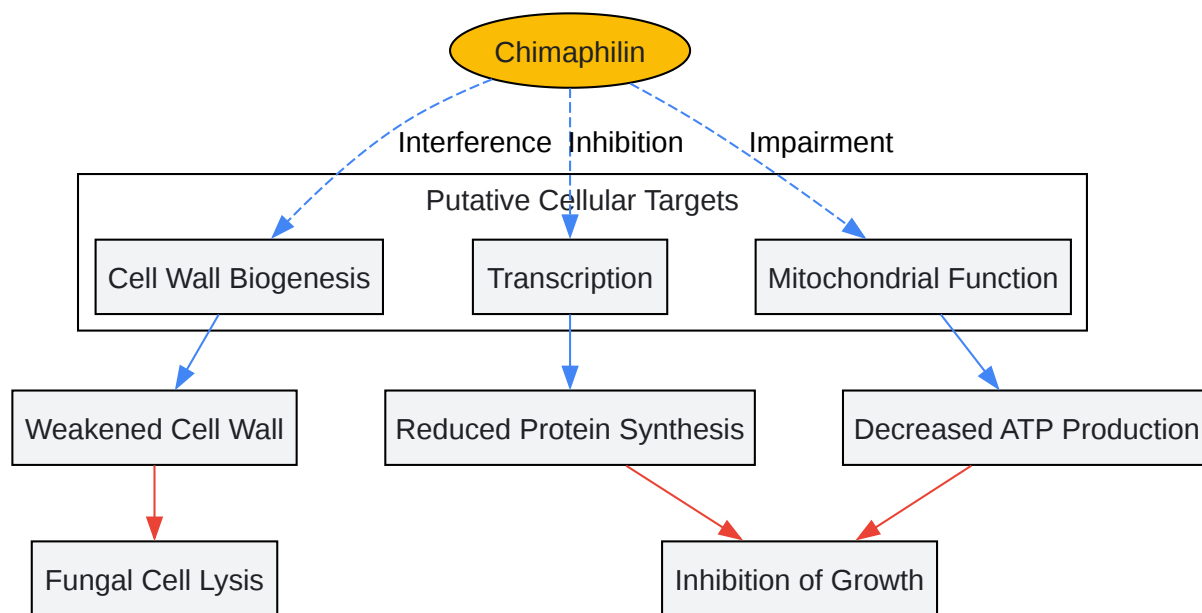 Chimaphilin
Interference
Inhibition
Impairment
Putative Cellular Targets
Cell Wall Biogenesis
Transcription
Mitochondrial Function
Weakened Cell Wall
Reduced Protein Synthesis
Decreased ATP Production
Fungal Cell Lysis
Inhibition of Growth